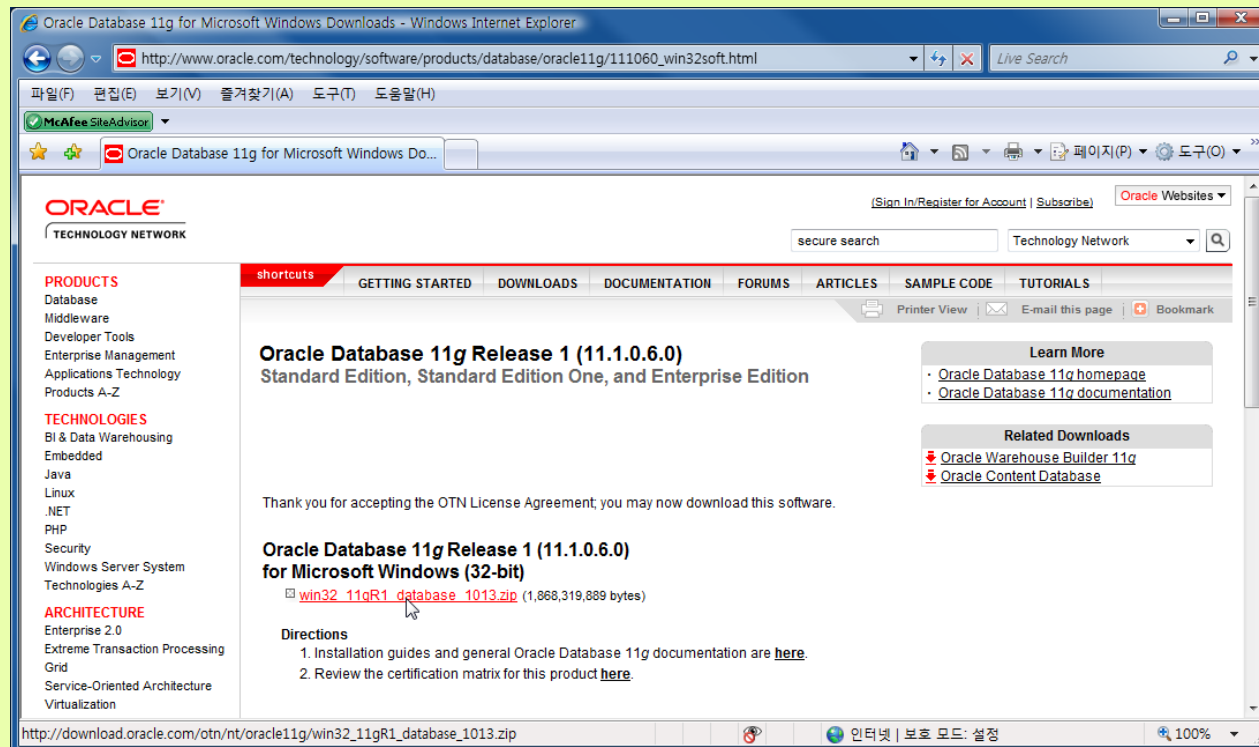 Oracle Database 11g for Microsoft Windows Downloads - Windows Internet Explorer
http://www.oracle.com/technology/software/products/database/oracle11g/111060_win32soft.html
Live Search
파일(F) 편집(E) 보기(V) 즐겨찾기(A) 도구(T) 도움말(H)
McAfee SiteAdvisor
Oracle Database 11g for Microsoft Windows Do...
페이지(P) 도구(O)
ORACLE
TECHNOLOGY NETWORK
(Sign In/Register for Account | Subscribe)
Oracle Websites
secure search
Technology Network
PRODUCTS
Database
Middleware
Developer Tools
Enterprise Management
Applications Technology
Products A-Z
TECHNOLOGIES
BI & Data Warehousing
Embedded
Java
Linux
.NET
PHP
Security
Windows Server System
Technologies A-Z
ARCHITECTURE
Enterprise 2.0
Extreme Transaction Processing
Grid
Service-Oriented Architecture
Virtualization
shortcuts GETTING STARTED DOWNLOADS DOCUMENTATION FORUMS ARTICLES SAMPLE CODE TUTORIALS
Printer View E-mail this page Bookmark
Oracle Database 11g Release 1 (11.1.0.6.0)
Standard Edition, Standard Edition One, and Enterprise Edition
Learn More
· Oracle Database 11g homepage
· Oracle Database 11g documentation
Related Downloads
Oracle Warehouse Builder 11g
Oracle Content Database
Thank you for accepting the OTN License Agreement; you may now download this software.
Oracle Database 11g Release 1 (11.1.0.6.0)
for Microsoft Windows (32-bit)
win32_11gR1_database_1013.zip (1,868,319,889 bytes)
Directions
1. Installation guides and general Oracle Database 11g documentation are here.
2. Review the certification matrix for this product here.
http://download.oracle.com/otn/nt/oracle11g/win32_11gR1_database_1013.zip
인터넷 | 보호 모드: 설정
100%